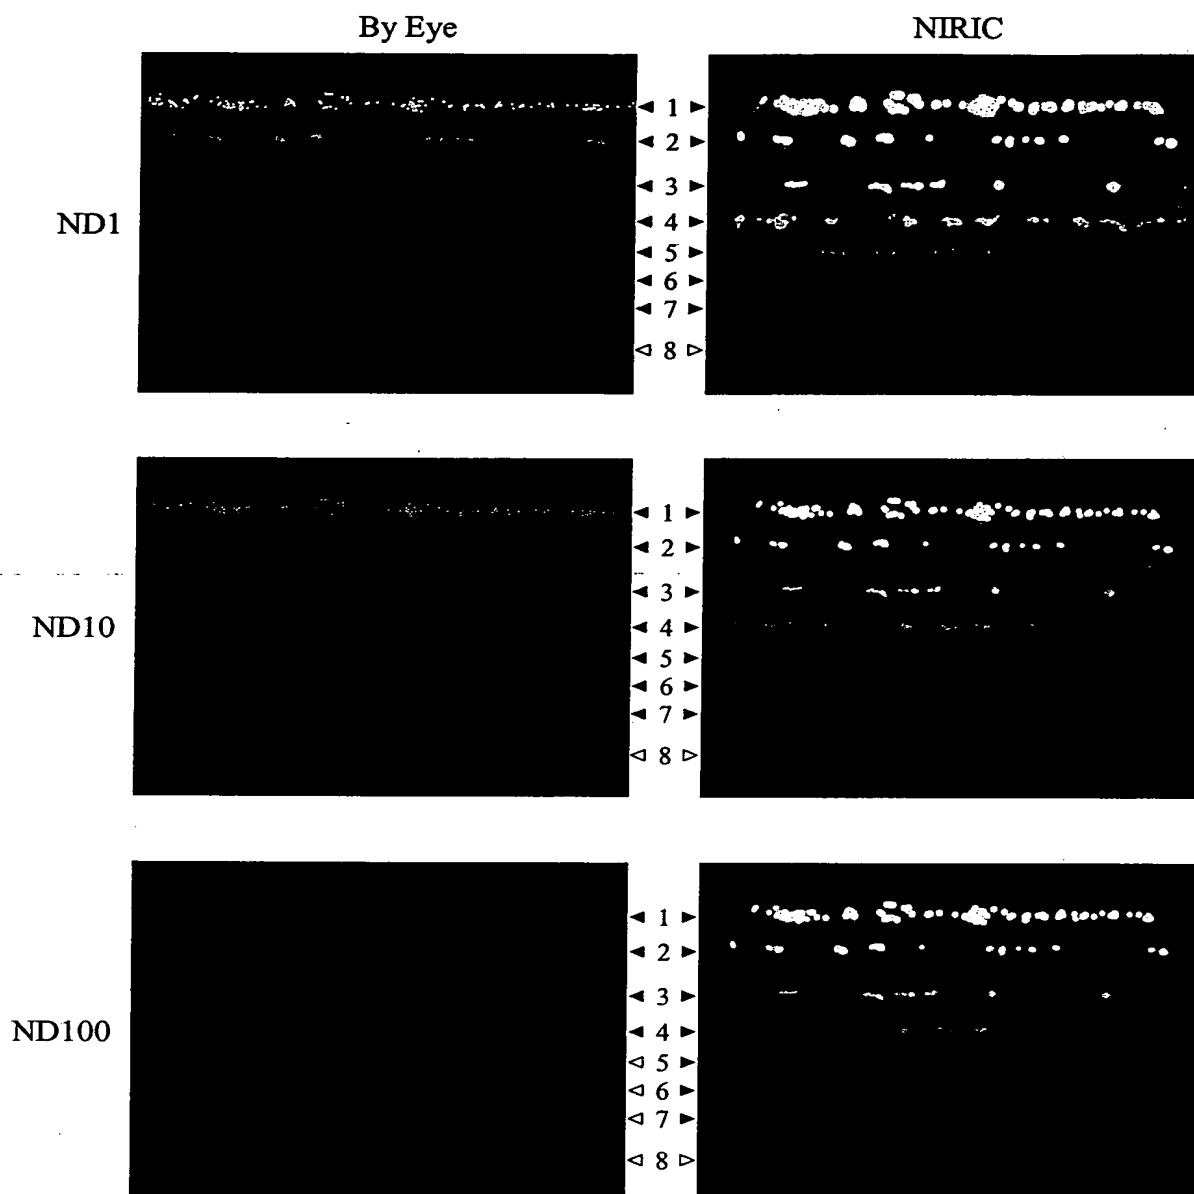 By Eye NIRIC
ND1
◄ 1 ►
◄ 2 ►
◄ 3 ►
◄ 4 ►
◄ 5 ►
◄ 6 ►
◄ 7 ►
◅ 8 ▻
ND10
◄ 1 ►
◄ 2 ►
◄ 3 ►
◄ 4 ►
◄ 5 ►
◄ 6 ►
◄ 7 ►
◅ 8 ▻
ND100
◄ 1 ►
◄ 2 ►
◄ 3 ►
◄ 4 ►
◅ 5 ►
◅ 6 ►
◅ 7 ►
◅ 8 ▻